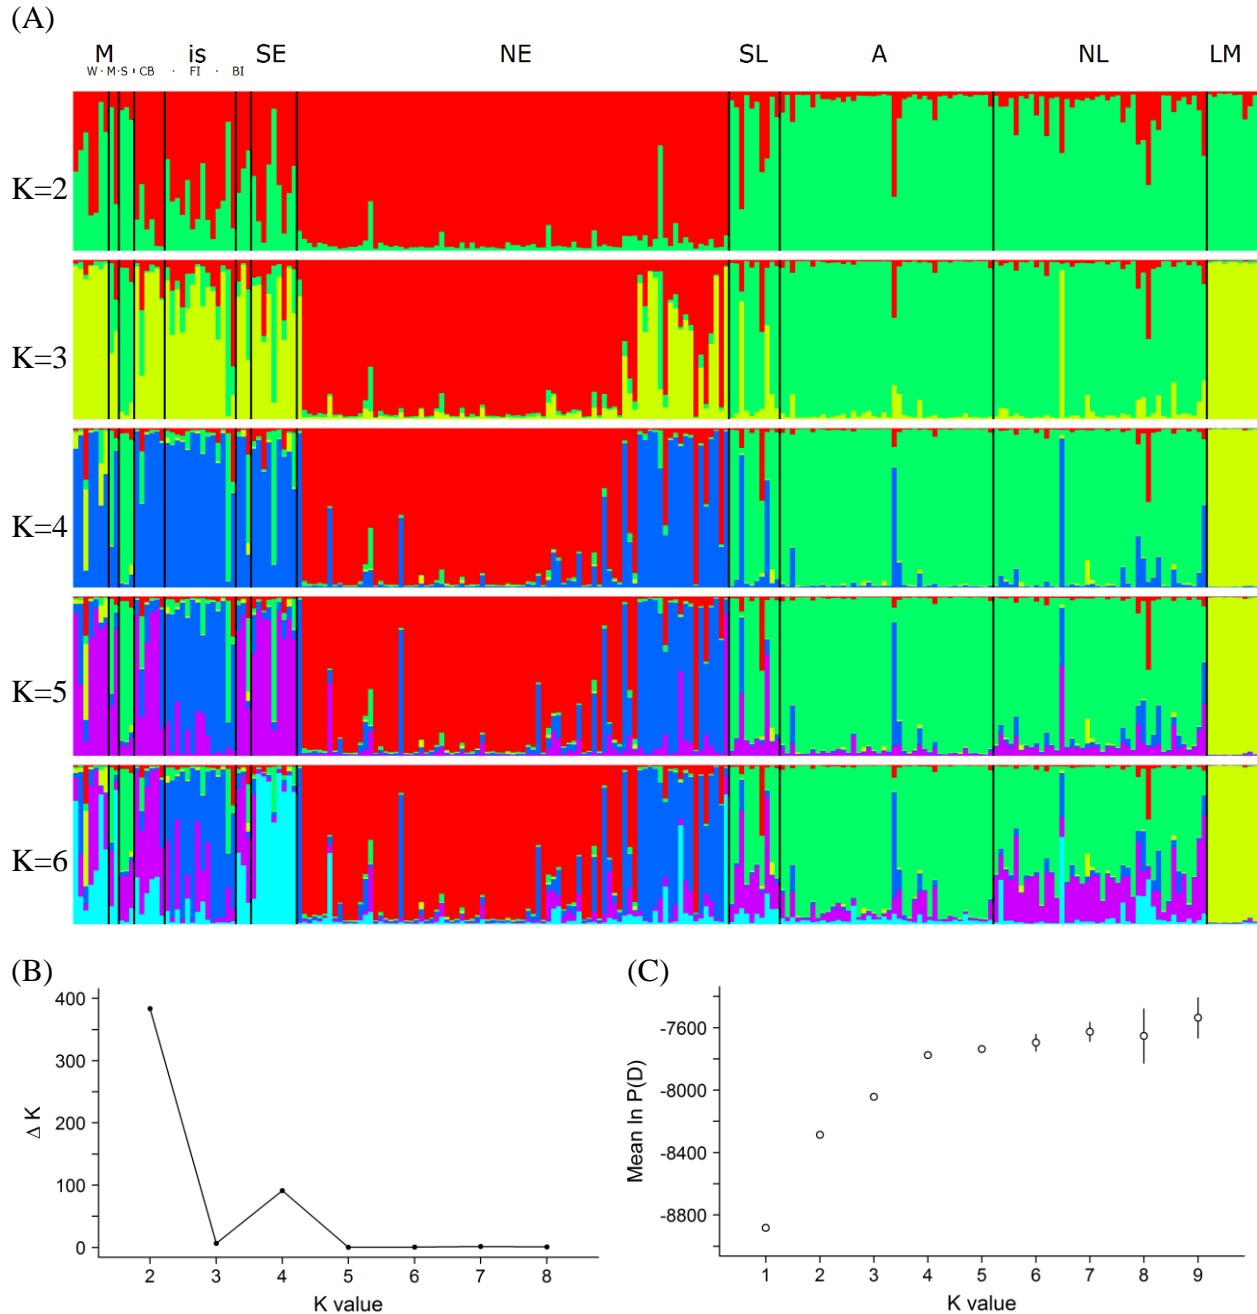 (A)
M is SE NE SL A NL LM
W · M · S · CB · FI · BI
K=2
K=3
K=4
K=5
K=6
(B)
400
300
200
100
0
Δ K
2 3 4 5 6 7 8
K value
(C)
-7600
-8000
-8400
-8800
Mean ln P(D)
1 2 3 4 5 6 7 8 9
K value